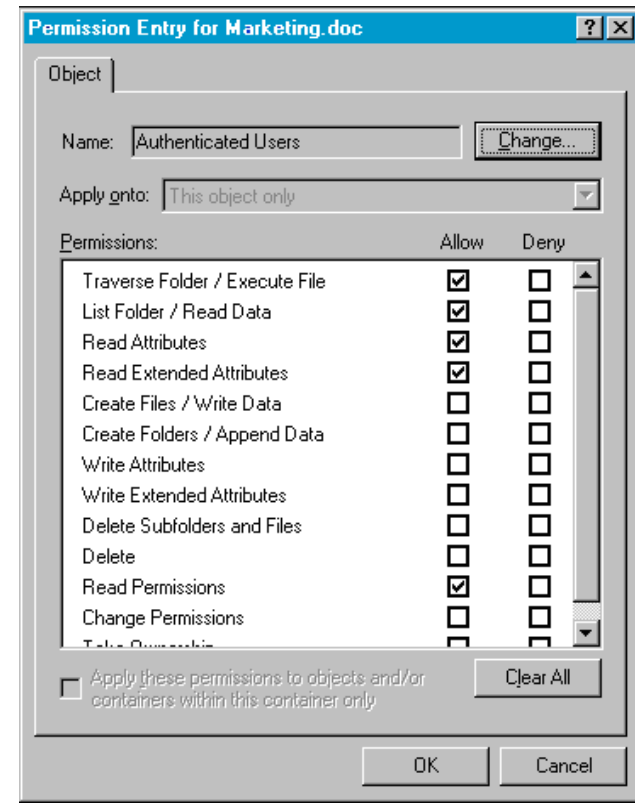 Permission Entry for Marketing.doc
Object
Name: Authenticated Users Change...
Apply onto: This object only
Permissions: Allow Deny
Traverse Folder / Execute File
List Folder / Read Data
Read Attributes
Read Extended Attributes
Create Files / Write Data
Create Folders / Append Data
Write Attributes
Write Extended Attributes
Delete Subfolders and Files
Delete
Read Permissions
Change Permissions
Take Ownership
Apply these permissions to objects and/or
containers within this container only
Clear All
OK Cancel